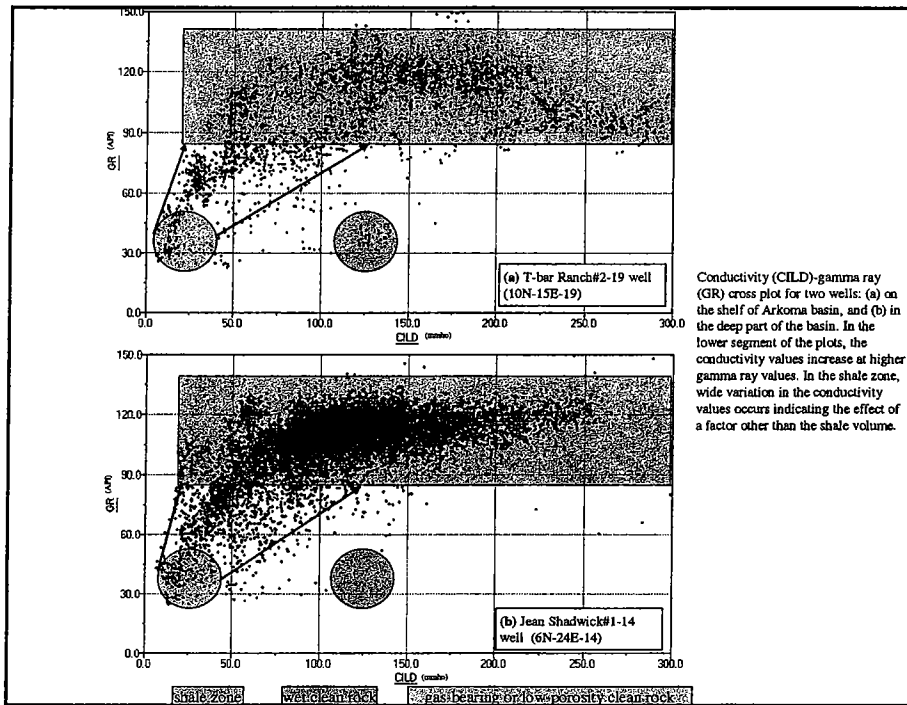 150.0
120.0
90.0
GR (API)
60.0
30.0
0.0
(a) T-bar Ranch#2-19 well
(10N-15E-19)
0.0 50.0 100.0 150.0 200.0 250.0 300.0
CILD (mmho)
150.0
120.0
90.0
GR (API)
60.0
30.0
0.0
(b) Jean Shadwick#1-14
well (6N-24E-14)
0.0 50.0 100.0 150.0 200.0 250.0 300.0
CILD (mmho)
shale zone wet clean rock gas bearing or low-porosity clean rock
Conductivity (CILD)-gamma ray
(GR) cross plot for two wells: (a) on
the shelf of Arkoma basin, and (b) in
the deep part of the basin. In the
lower segment of the plots, the
conductivity values increase at higher
gamma ray values. In the shale zone,
wide variation in the conductivity
values occurs indicating the effect of
a factor other than the shale volume.